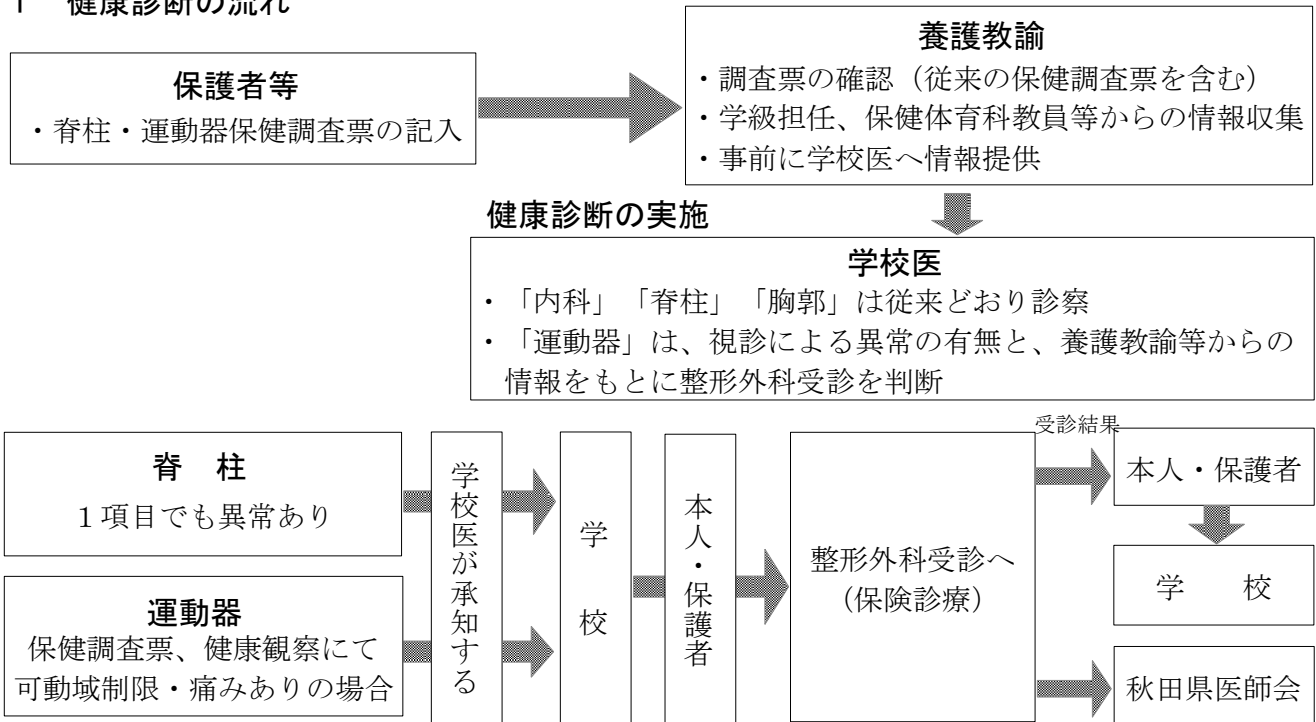 1　健康診断の流れ
保護者等
・脊柱・運動器保健調査票の記入
養護教諭
・調査票の確認（従来の保健調査票を含む）
・学級担任、保健体育科教員等からの情報収集
・事前に学校医へ情報提供
健康診断の実施
学校医
・「内科」「脊柱」「胸郭」は従来どおり診察
・「運動器」は、視診による異常の有無と、養護教諭等からの
情報をもとに整形外科受診を判断
脊　柱
１項目でも異常あり
運動器
保健調査票、健康観察にて
可動域制限・痛みありの場合
学校医が承知する
学　校
本人・保護者
整形外科受診へ
（保険診療）
受診結果
本人・保護者
学　校
秋田県医師会